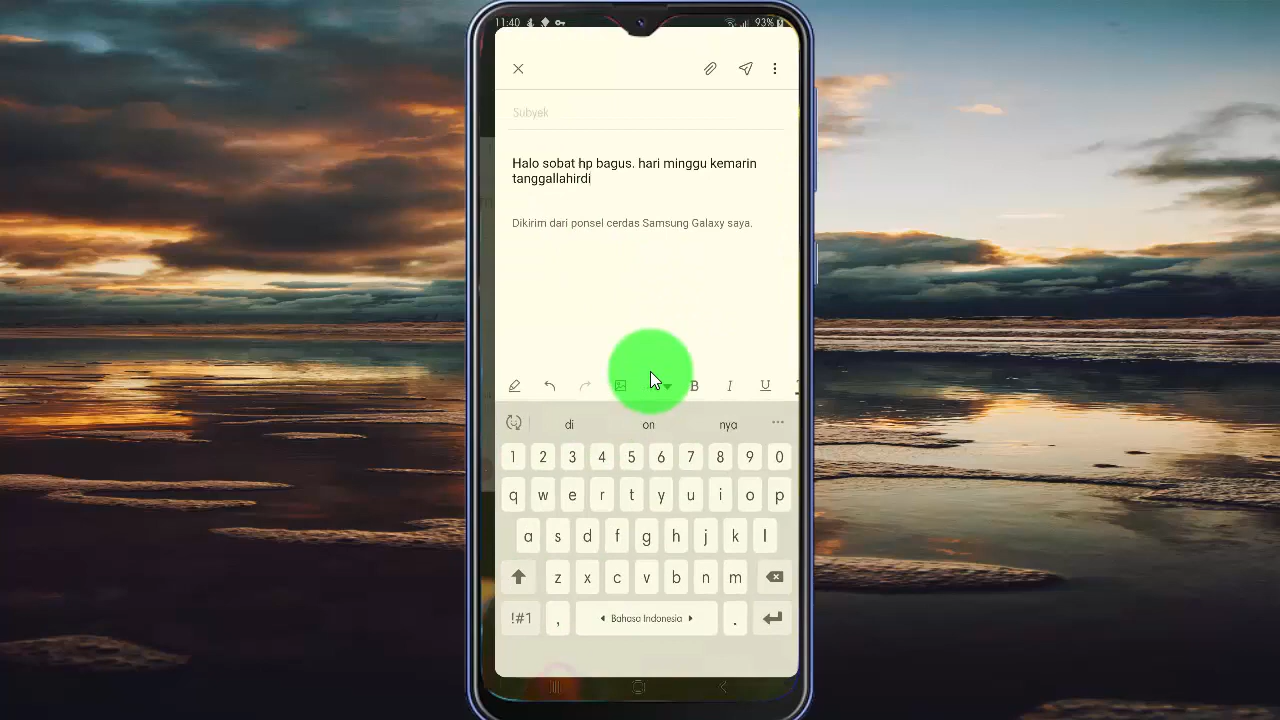 11:40
93%
Subyek
Halo sobat hp bagus. hari minggu kemarin
tanggallahirdi
Dikirim dari ponsel cerdas Samsung Galaxy saya.
B I U
di on nya
1 2 3 4 5 6 7 8 9 0
q w e r t y u i o p
a s d f g h j k l
z x c v b n m
!#1 , Bahasa Indonesia .